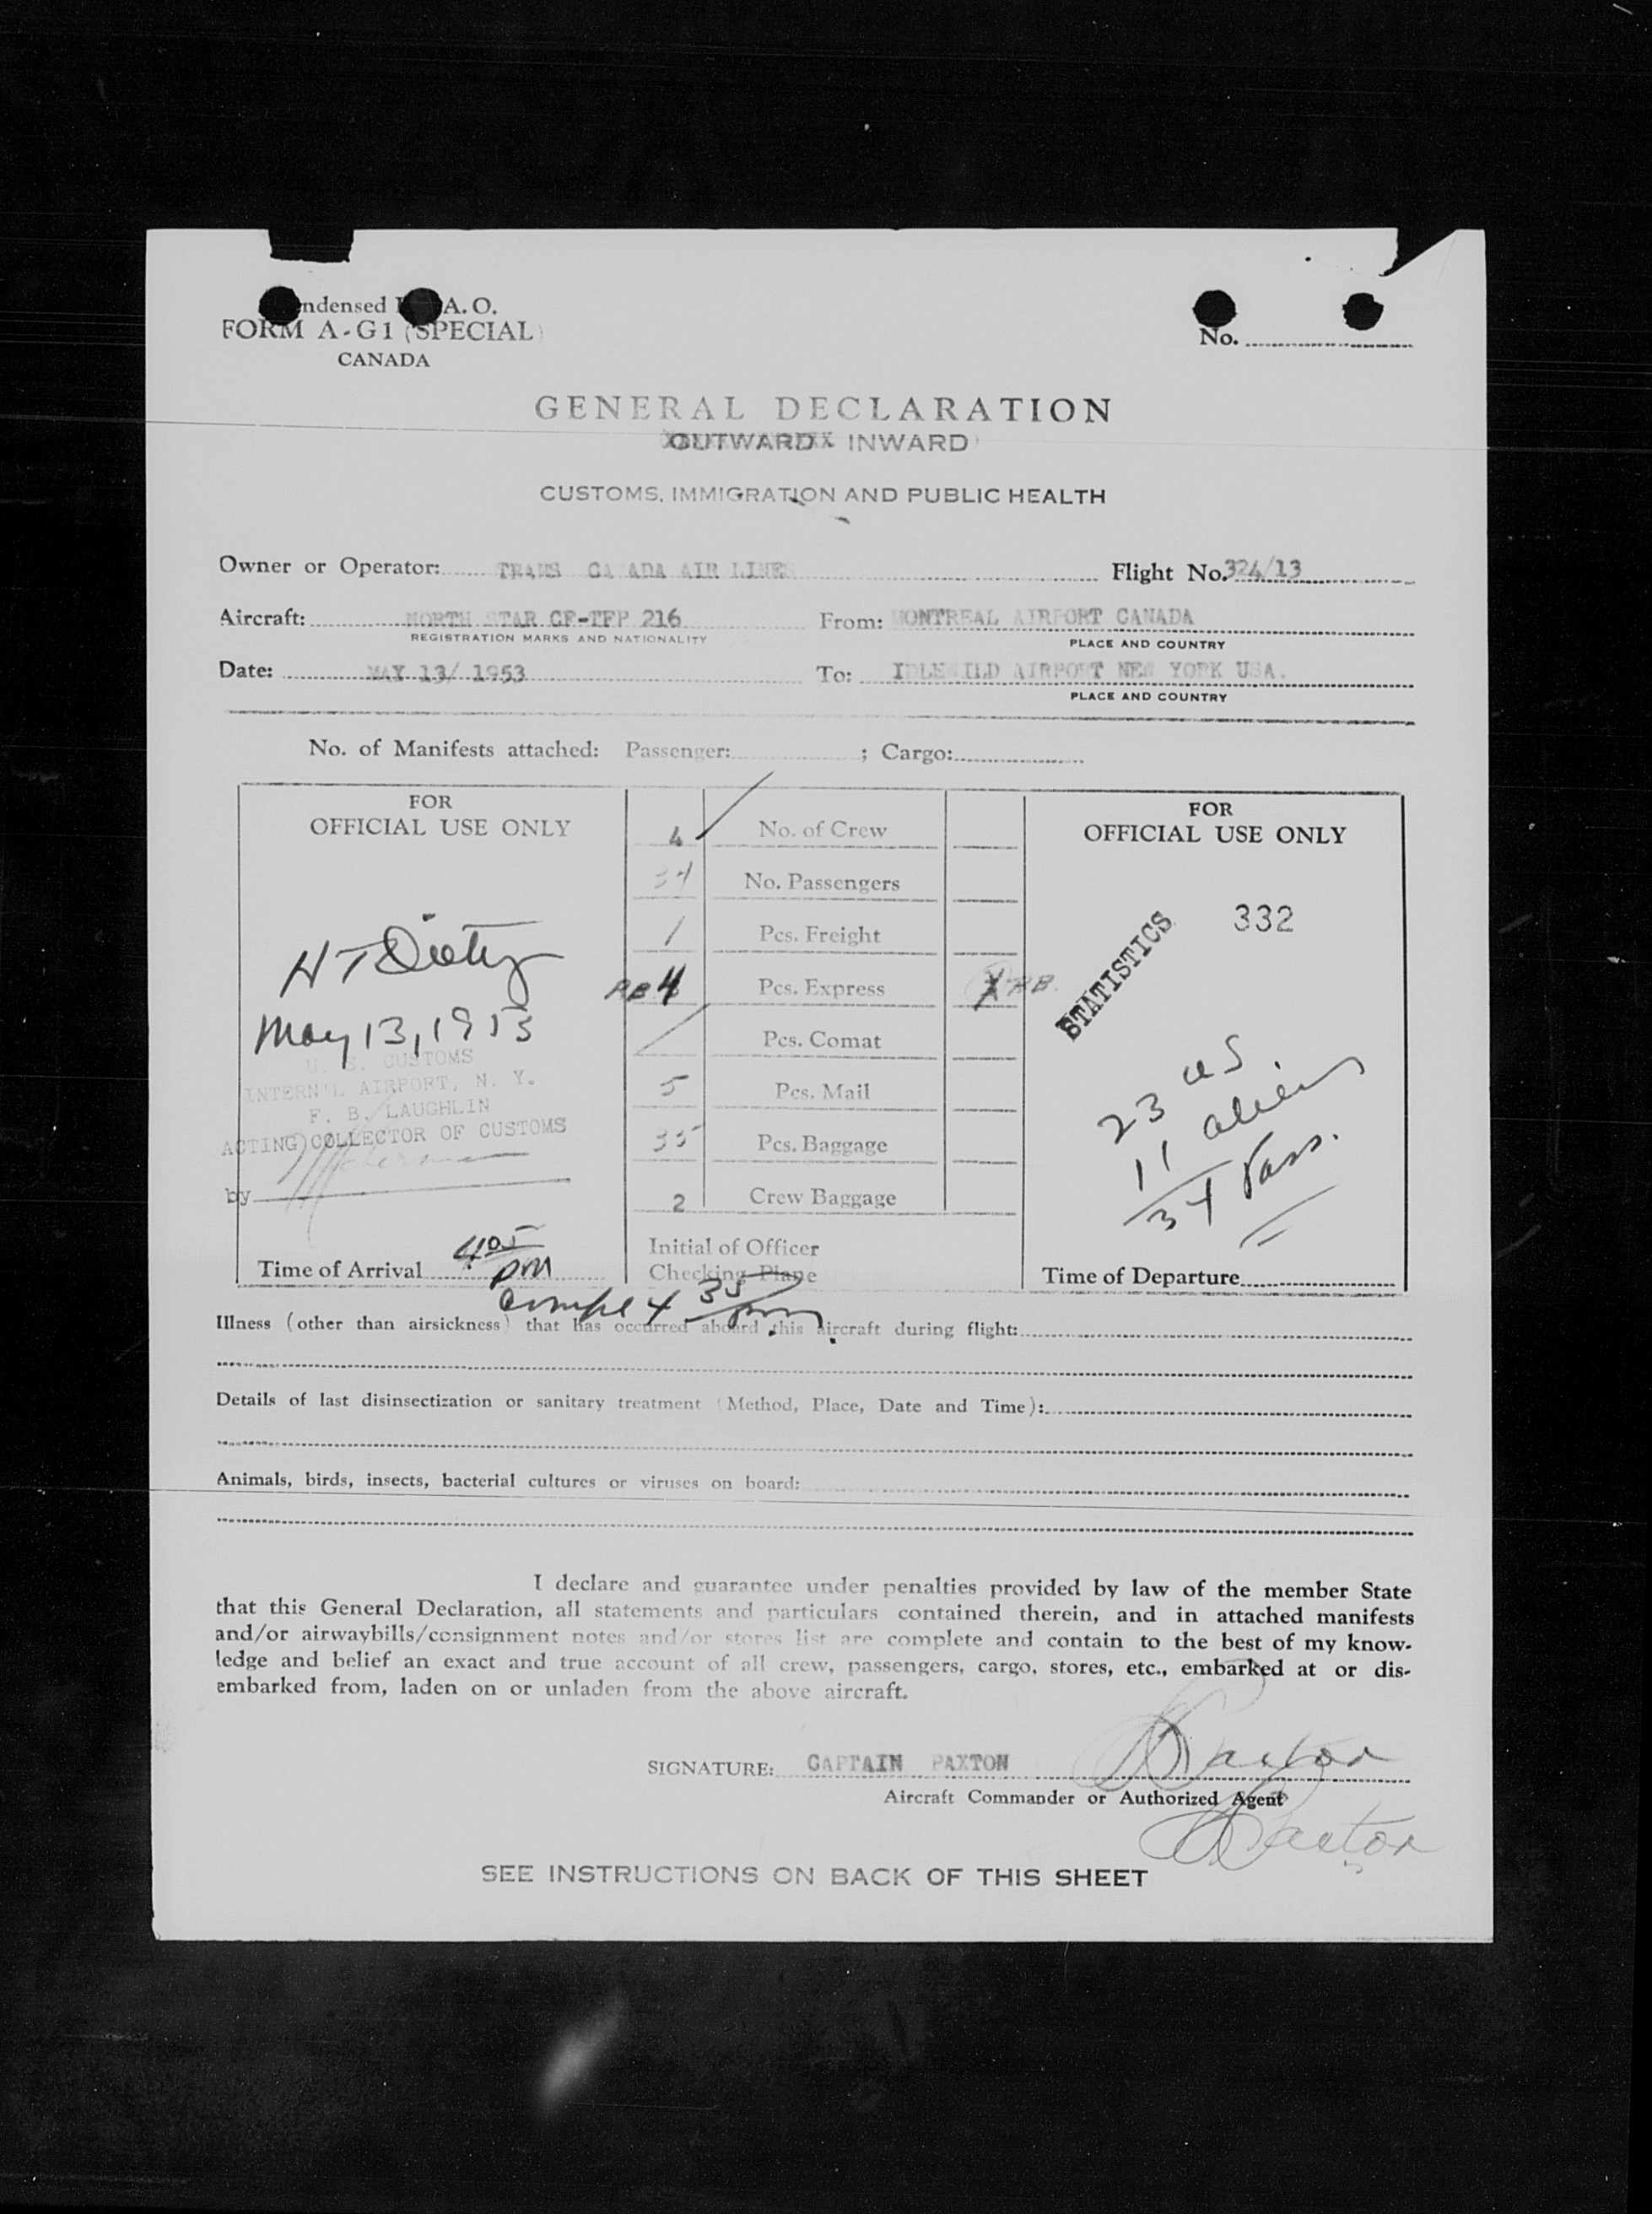 ndensed A. O.
FORM A-G1 (SPECIAL)
CANADA
No.
GENERAL DECLARATION
OUTWARD INWARD
CUSTOMS, IMMIGRATION AND PUBLIC HEALTH
Owner or Operator: TRANS CANADA AIR LINES Flight No. 324/13
Aircraft: NORTH STAR CF-TFP 216 From: MONTREAL AIRPORT CANADA
REGISTRATION MARKS AND NATIONALITY PLACE AND COUNTRY
Date: MAY 13/ 1953 To: IDLEWILD AIRPORT NEW YORK USA.
PLACE AND COUNTRY
No. of Manifests attached: Passenger: ; Cargo:
FOR
OFFICIAL USE ONLY
May 13, 1953
U. S. CUSTOMS
INTERN'L AIRPORT, N. Y.
F. B. LAUGHLIN
ACTING COLLECTOR OF CUSTOMS
by
Time of Arrival 4 05 pm
4 No. of Crew
34 No. Passengers
1 Pcs. Freight
RB 4 Pcs. Express RB.
Pcs. Comat
5 Pcs. Mail
35 Pcs. Baggage
2 Crew Baggage
Initial of Officer
Checking Plane
compl 4 35 pm
FOR
OFFICIAL USE ONLY
332
STATISTICS
23 US
11 aliens
34 Pass.
Time of Departure
Illness (other than airsickness) that has occurred aboard this aircraft during flight:
Details of last disinsectization or sanitary treatment (Method, Place, Date and Time):
Animals, birds, insects, bacterial cultures or viruses on board:
I declare and guarantee under penalties provided by law of the member State
that this General Declaration, all statements and particulars contained therein, and in attached manifests
and/or airwaybills/consignment notes and/or stores list are complete and contain to the best of my know-
ledge and belief an exact and true account of all crew, passengers, cargo, stores, etc., embarked at or dis-
embarked from, laden on or unladen from the above aircraft.
SIGNATURE: CAPTAIN PAXTON Paxton
Aircraft Commander or Authorized Agent
Paxton
SEE INSTRUCTIONS ON BACK OF THIS SHEET